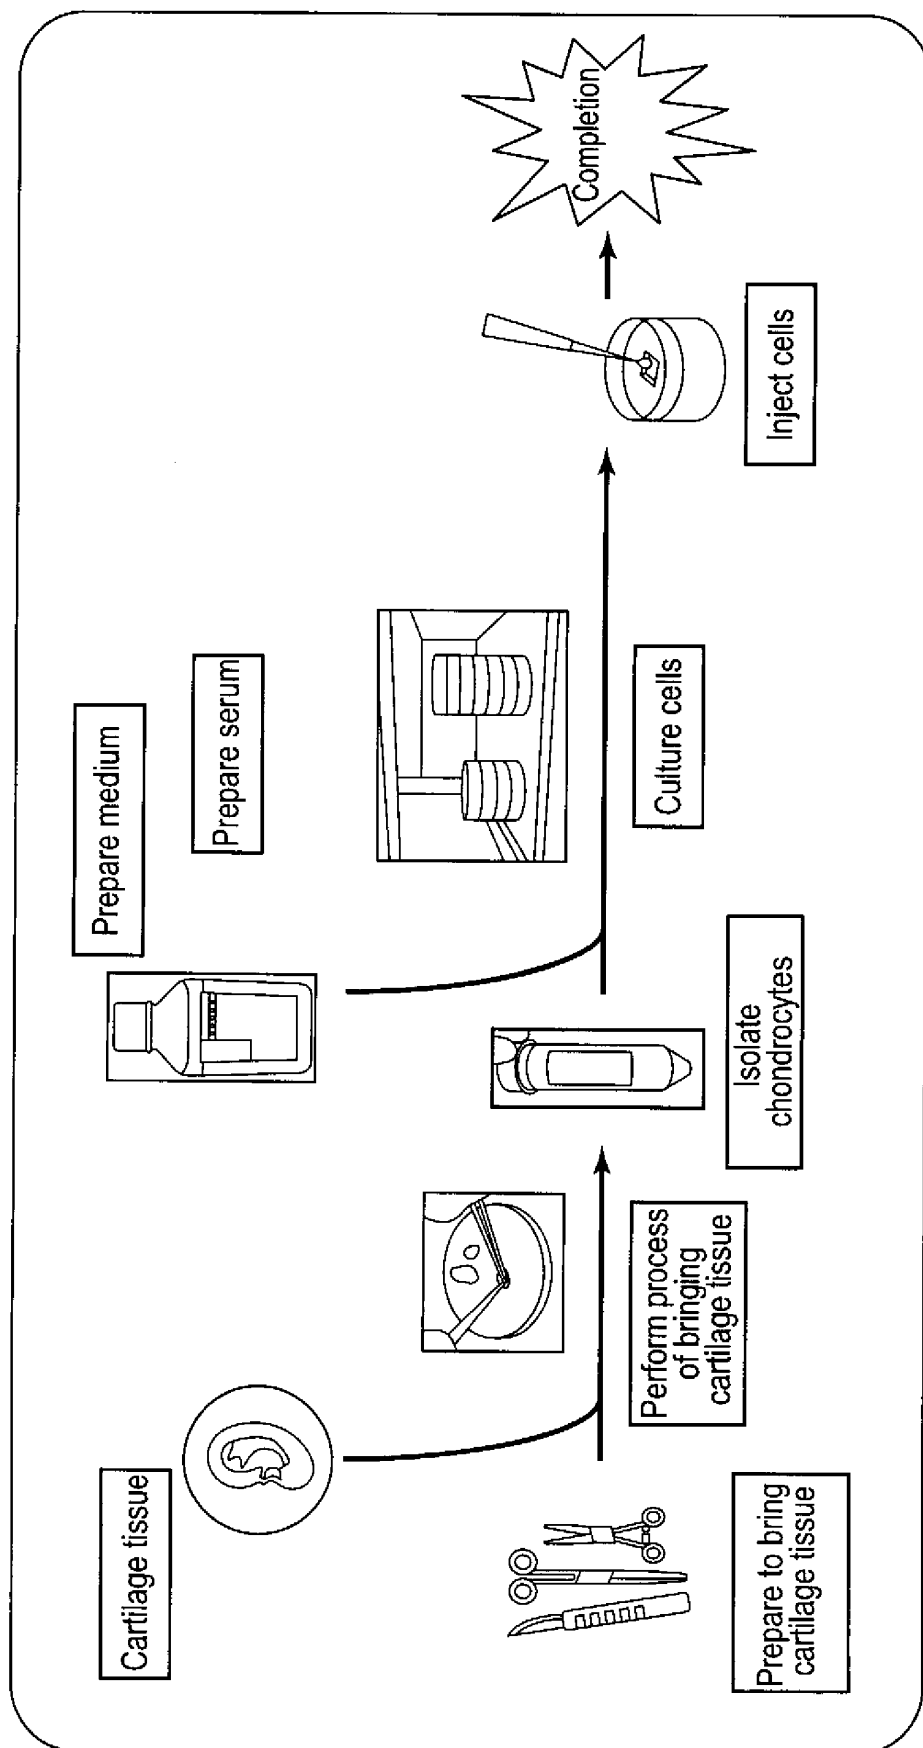 Cartilage tissue
Prepare to bring
cartilage tissue
Perform process
of bringing
cartilage tissue
Isolate
chondrocytes
Prepare medium
Prepare serum
Culture cells
Inject cells
Completion